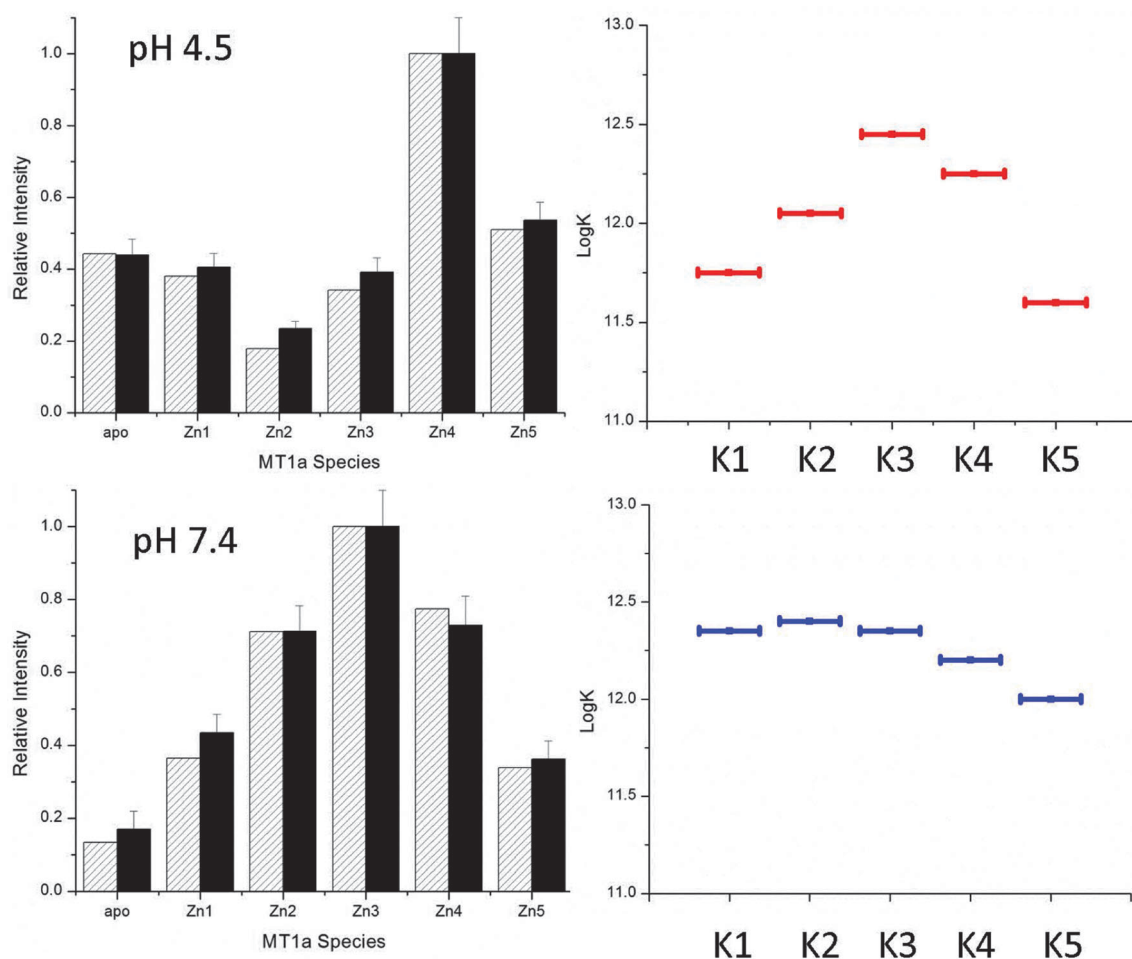 pH 4.5
Relative Intensity
1.0
0.8
0.6
0.4
0.2
0.0
apo Zn1 Zn2 Zn3 Zn4 Zn5
MT1a Species
LogK
13.0
12.5
12.0
11.5
11.0
K1 K2 K3 K4 K5
pH 7.4
Relative Intensity
1.0
0.8
0.6
0.4
0.2
0.0
apo Zn1 Zn2 Zn3 Zn4 Zn5
MT1a Species
LogK
13.0
12.5
12.0
11.5
11.0
K1 K2 K3 K4 K5